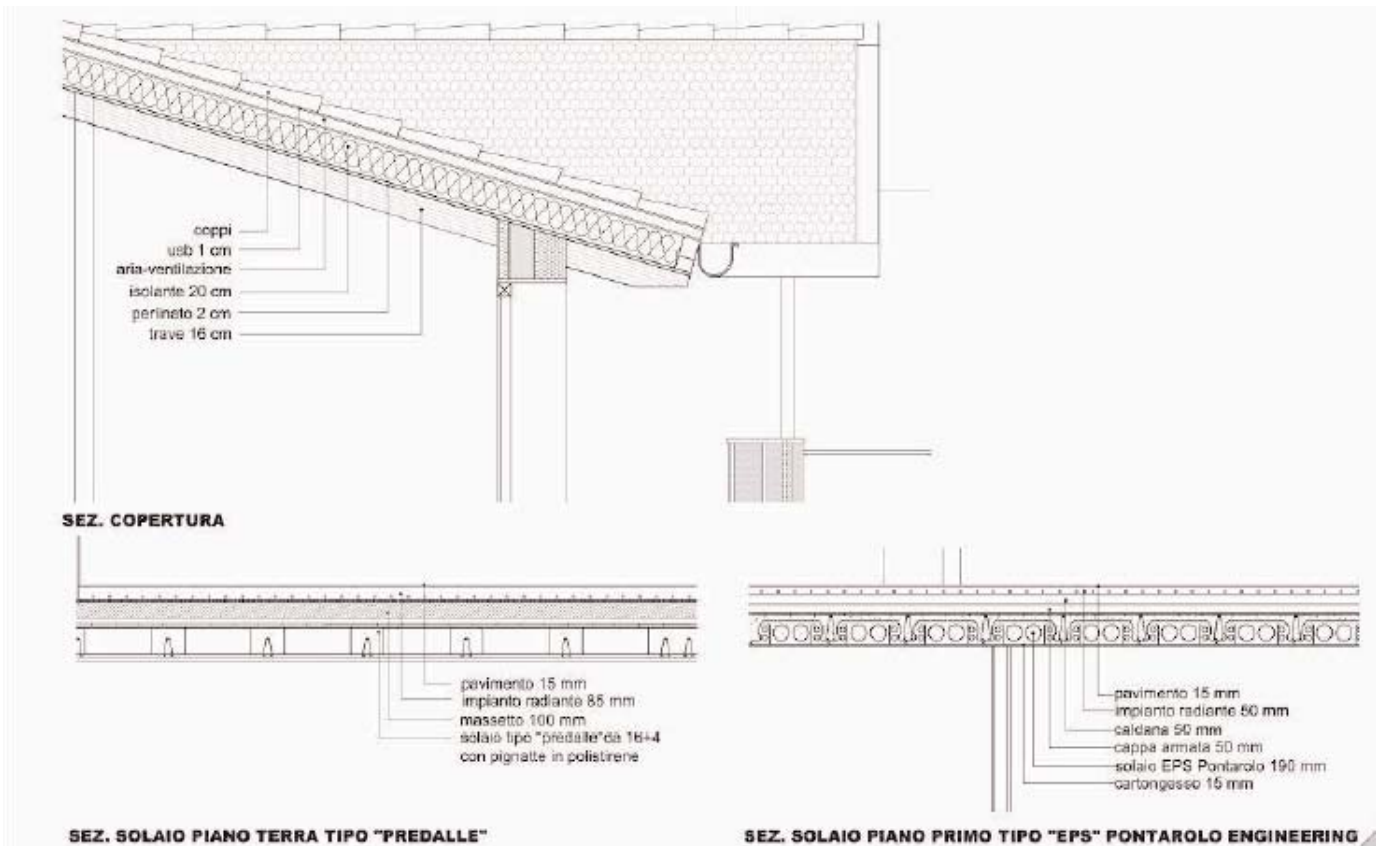 coppi
usb 1 cm
aria-ventilazione
isolante 20 cm
perlinato 2 cm
trave 16 cm
SEZ. COPERTURA
pavimento 15 mm
impianto radiante 85 mm
massetto 100 mm
solaio tipo "predalle"da 16+4
con pignatte in polistirene
SEZ. SOLAIO PIANO TERRA TIPO "PREDALLE"
pavimento 15 mm
impianto radiante 50 mm
caldana 50 mm
cappa armata 50 mm
solaio EPS Pontarolo 190 mm
cartongesso 15 mm
SEZ. SOLAIO PIANO PRIMO TIPO "EPS" PONTAROLO ENGINEERING